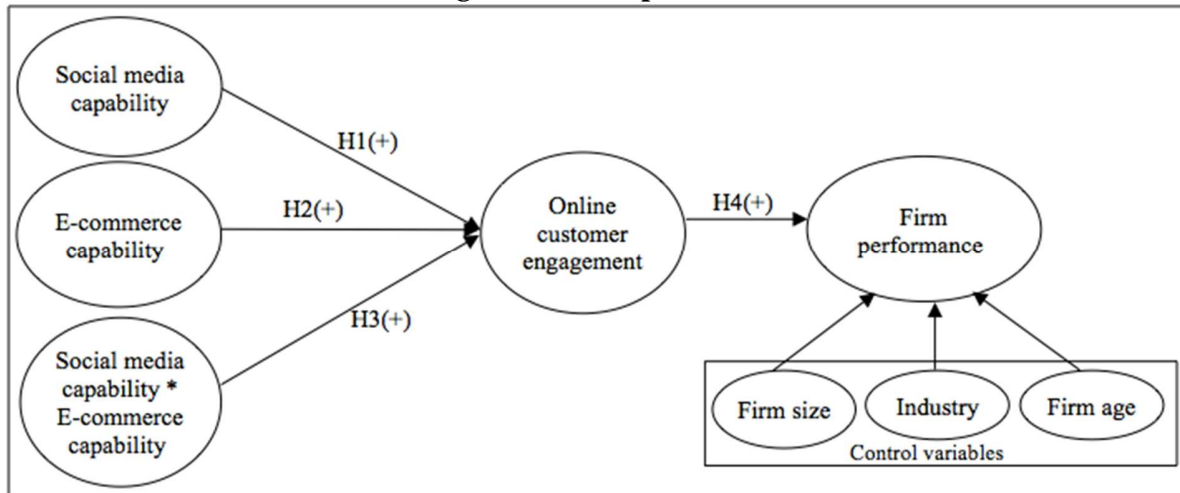 Social media
capability
H1(+)
E-commerce
capability
H2(+)
Online
customer
engagement
H4(+)
Firm
performance
H3(+)
Social media
capability *
E-commerce
capability
Firm size
Industry
Firm age
Control variables